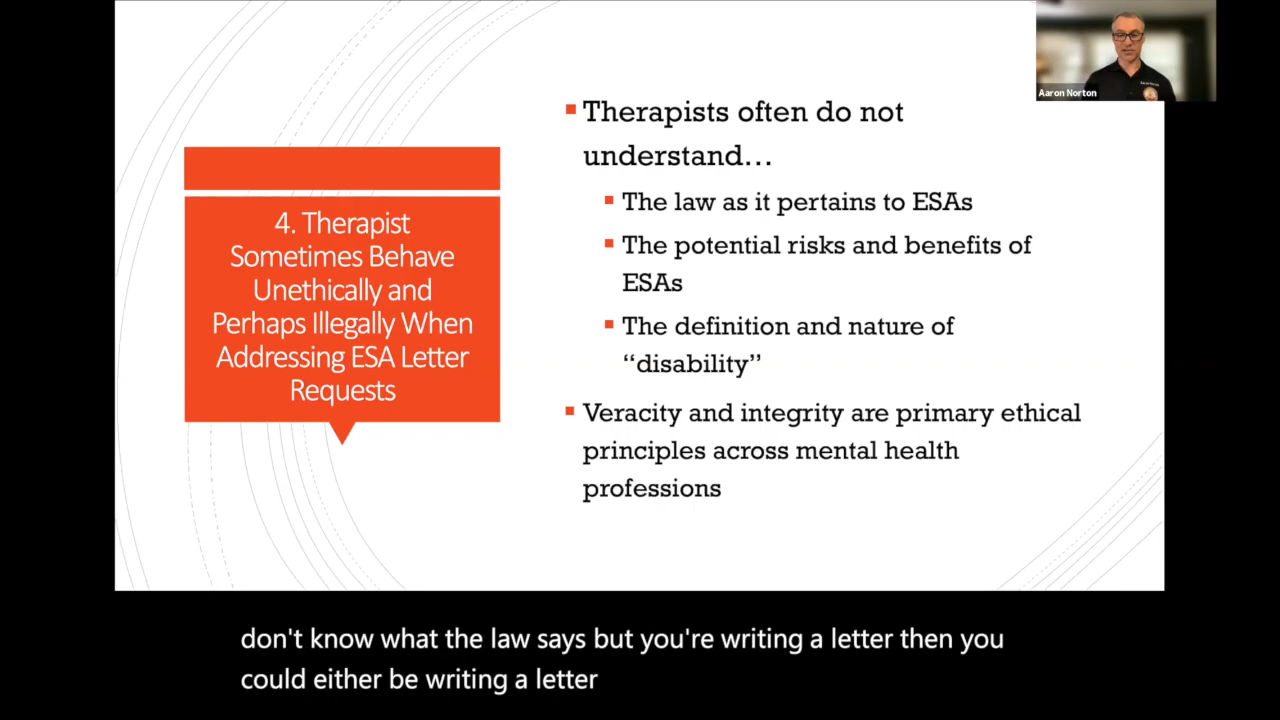 Aaron Norton
4. Therapist
Sometimes Behave
Unethically and
Perhaps Illegally When
Addressing ESA Letter
Requests
▪ Therapists often do not
understand…
▪ The law as it pertains to ESAs
▪ The potential risks and benefits of
ESAs
▪ The definition and nature of
“disability”
▪ Veracity and integrity are primary ethical
principles across mental health
professions
don't know what the law says but you're writing a letter then you
could either be writing a letter